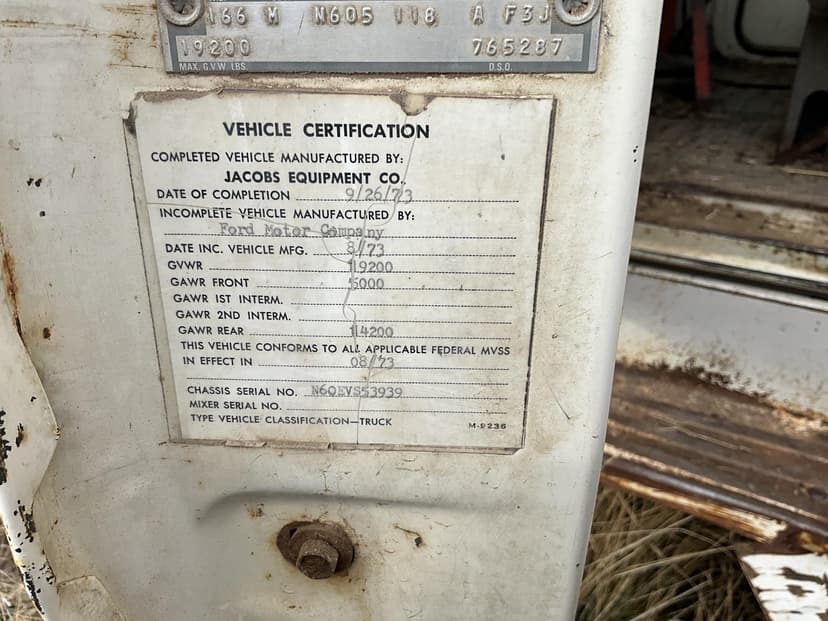 166 M N605 118 A F3J
19200 765287
MAX. G.V.W. LBS. D.S.O.
VEHICLE CERTIFICATION
COMPLETED VEHICLE MANUFACTURED BY:
JACOBS EQUIPMENT CO.
DATE OF COMPLETION 9/26/73
INCOMPLETE VEHICLE MANUFACTURED BY:
Ford Motor Company
DATE INC. VEHICLE MFG. 8/73
GVWR 19200
GAWR FRONT 5000
GAWR 1ST INTERM.
GAWR 2ND INTERM.
GAWR REAR 14200
THIS VEHICLE CONFORMS TO ALL APPLICABLE FEDERAL MVSS
IN EFFECT IN 08/73
CHASSIS SERIAL NO. N60EVS53939
MIXER SERIAL NO.
TYPE VEHICLE CLASSIFICATION—TRUCK M-9236